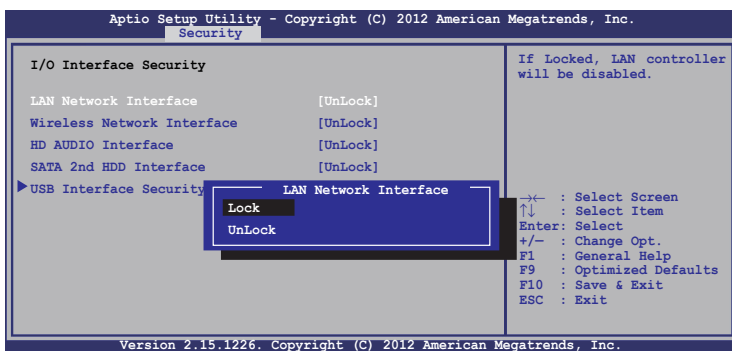 Aptio Setup Utility - Copyright (C) 2012 American Megatrends, Inc.
Security
I/O Interface Security
LAN Network Interface [UnLock]
Wireless Network Interface [UnLock]
HD AUDIO Interface [UnLock]
SATA 2nd HDD Interface [UnLock]
USB Interface Security
LAN Network Interface
Lock
UnLock
If Locked, LAN controller
will be disabled.
→← : Select Screen
↑↓ : Select Item
Enter: Select
+/— : Change Opt.
F1 : General Help
F9 : Optimized Defaults
F10 : Save & Exit
ESC : Exit
Version 2.15.1226. Copyright (C) 2012 American Megatrends, Inc.